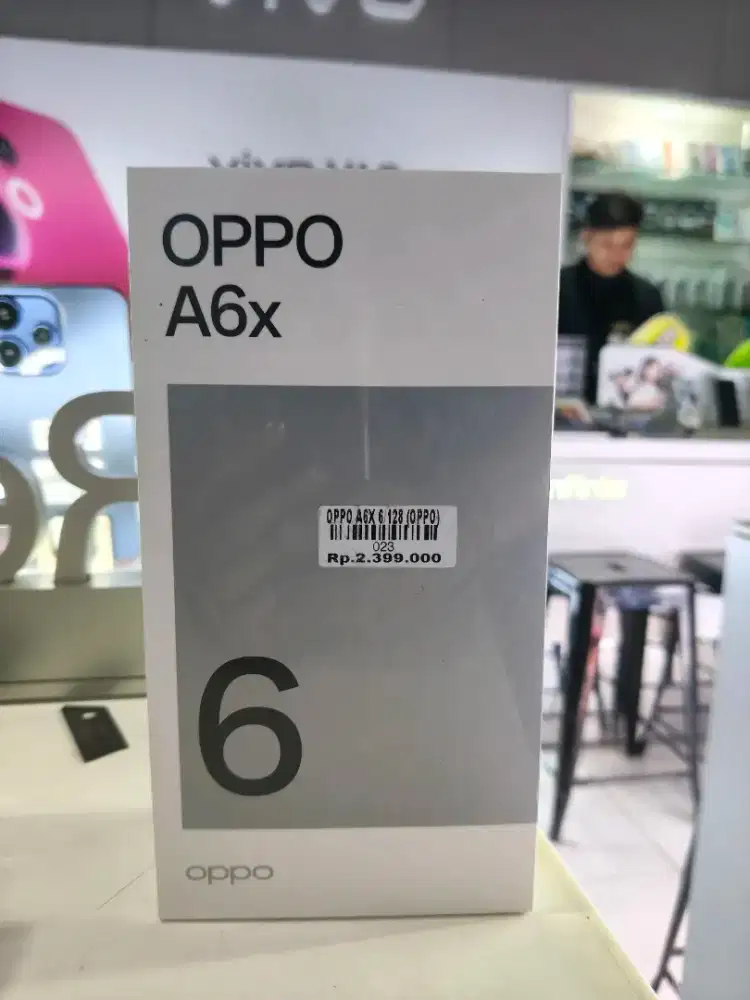 OPPO
A6x
OPPO A6X 6 128 (OPPO)
023
Rp.2.399.000
6
oppo